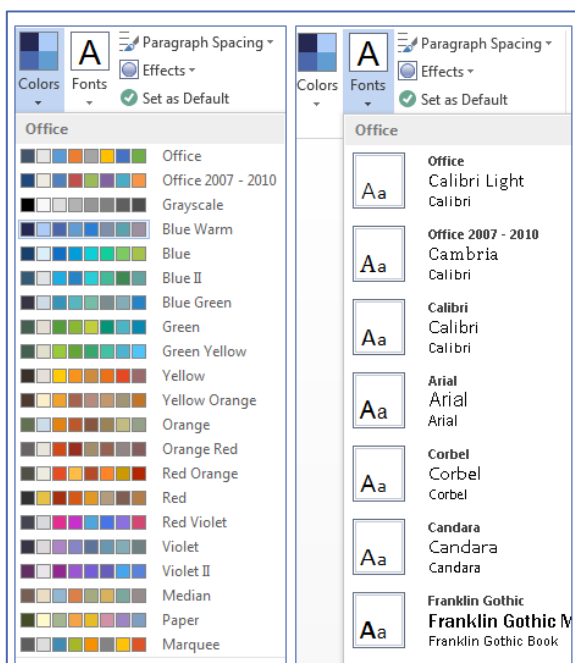 Paragraph Spacing
Effects
Set as Default
Colors
Fonts
Office
Office
Office 2007 - 2010
Grayscale
Blue Warm
Blue
Blue II
Blue Green
Green
Green Yellow
Yellow
Yellow Orange
Orange
Orange Red
Red Orange
Red
Red Violet
Violet
Violet II
Median
Paper
Marquee
A
Paragraph Spacing
Effects
Set as Default
Colors
Fonts
A
Office
Aa
Office
Calibri Light
Calibri
Aa
Office 2007 - 2010
Cambria
Calibri
Aa
Calibri
Calibri
Calibri
Aa
Arial
Arial
Arial
Aa
Corbel
Corbel
Corbel
Aa
Candara
Candara
Candara
Aa
Franklin Gothic
Franklin Gothic M
Franklin Gothic Book